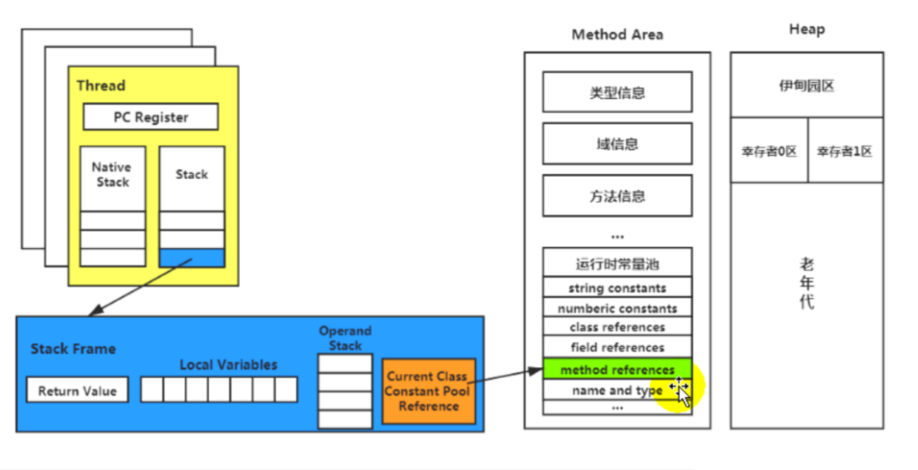 Thread
PC Register
Native
Stack
Stack
Stack Frame
Return Value
Local Variables
Operand
Stack
Current Class
Constant Pool
Reference
Method Area
类型信息
域信息
方法信息
...
运行时常量池
string constants
numberic constants
class references
field references
method references
name and type
...
Heap
伊甸园区
幸存者0区
幸存者1区
老
年
代